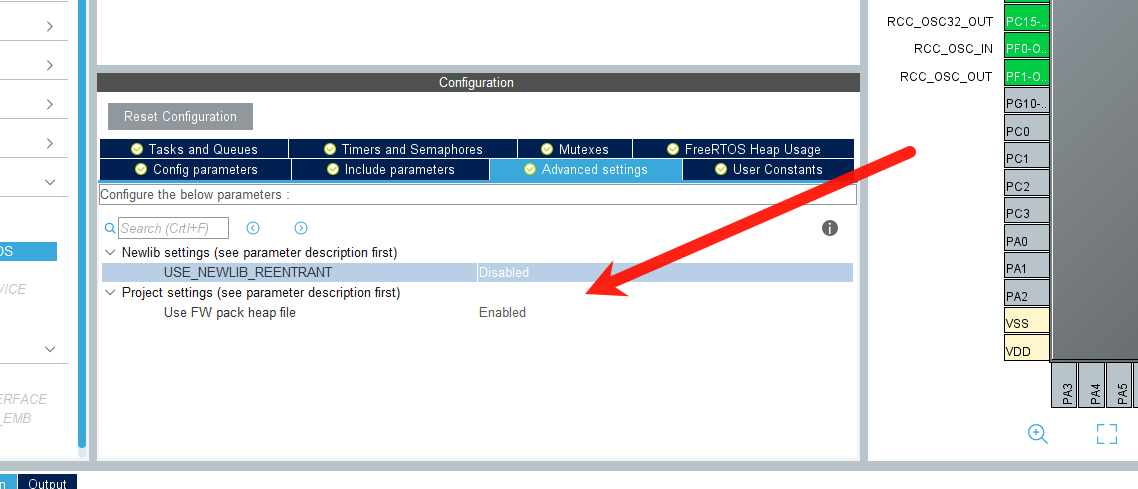 RCC_OSC32_OUT PC15-..
RCC_OSC_IN PF0-O..
RCC_OSC_OUT PF1-O..
PG10-..
PC0
PC1
PC2
PC3
PA0
PA1
PA2
VSS
VDD
PA3
PA4
PA5
Configuration
Reset Configuration
Tasks and Queues
Timers and Semaphores
Mutexes
FreeRTOS Heap Usage
Config parameters
Include parameters
Advanced settings
User Constants
Configure the below parameters :
Search (Crtl+F)
Newlib settings (see parameter description first)
USE_NEWLIB_REENTRANT Disabled
Project settings (see parameter description first)
Use FW pack heap file Enabled
OS
VICE
ERFACE
_EMB
n
Output